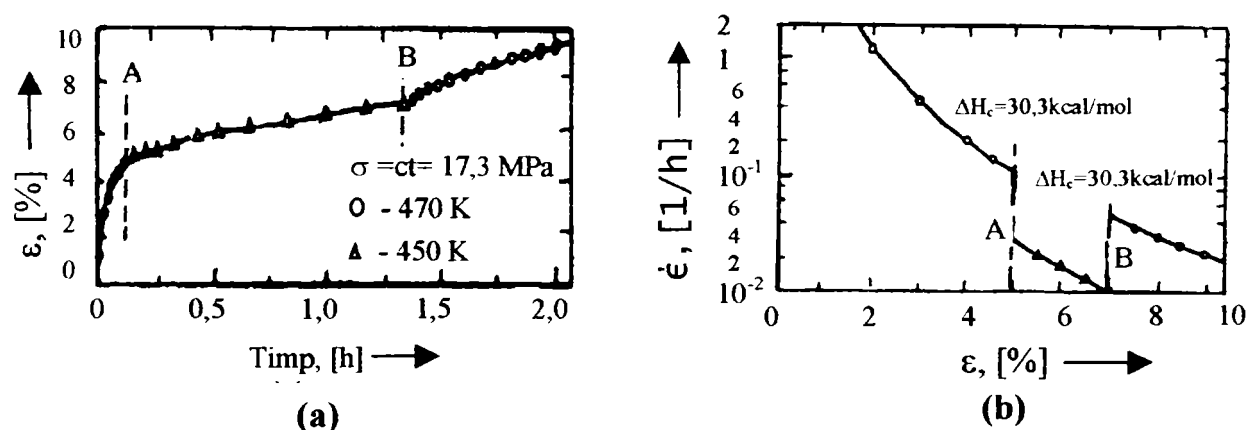 10
8
6
4
2
0
ε, [%]
A
B
σ =ct= 17,3 MPa
o - 470 K
Δ - 450 K
0
0,5
1,0
1,5
2,0
Timp, [h]
(a)
2
1
6
4
2
10⁻¹
6
4
2
10⁻²
ε̇, [1/h]
ΔHc=30,3kcal/mol
ΔHc=30,3kcal/mol
A
B
0
2
4
6
8
10
ε, [%]
(b)